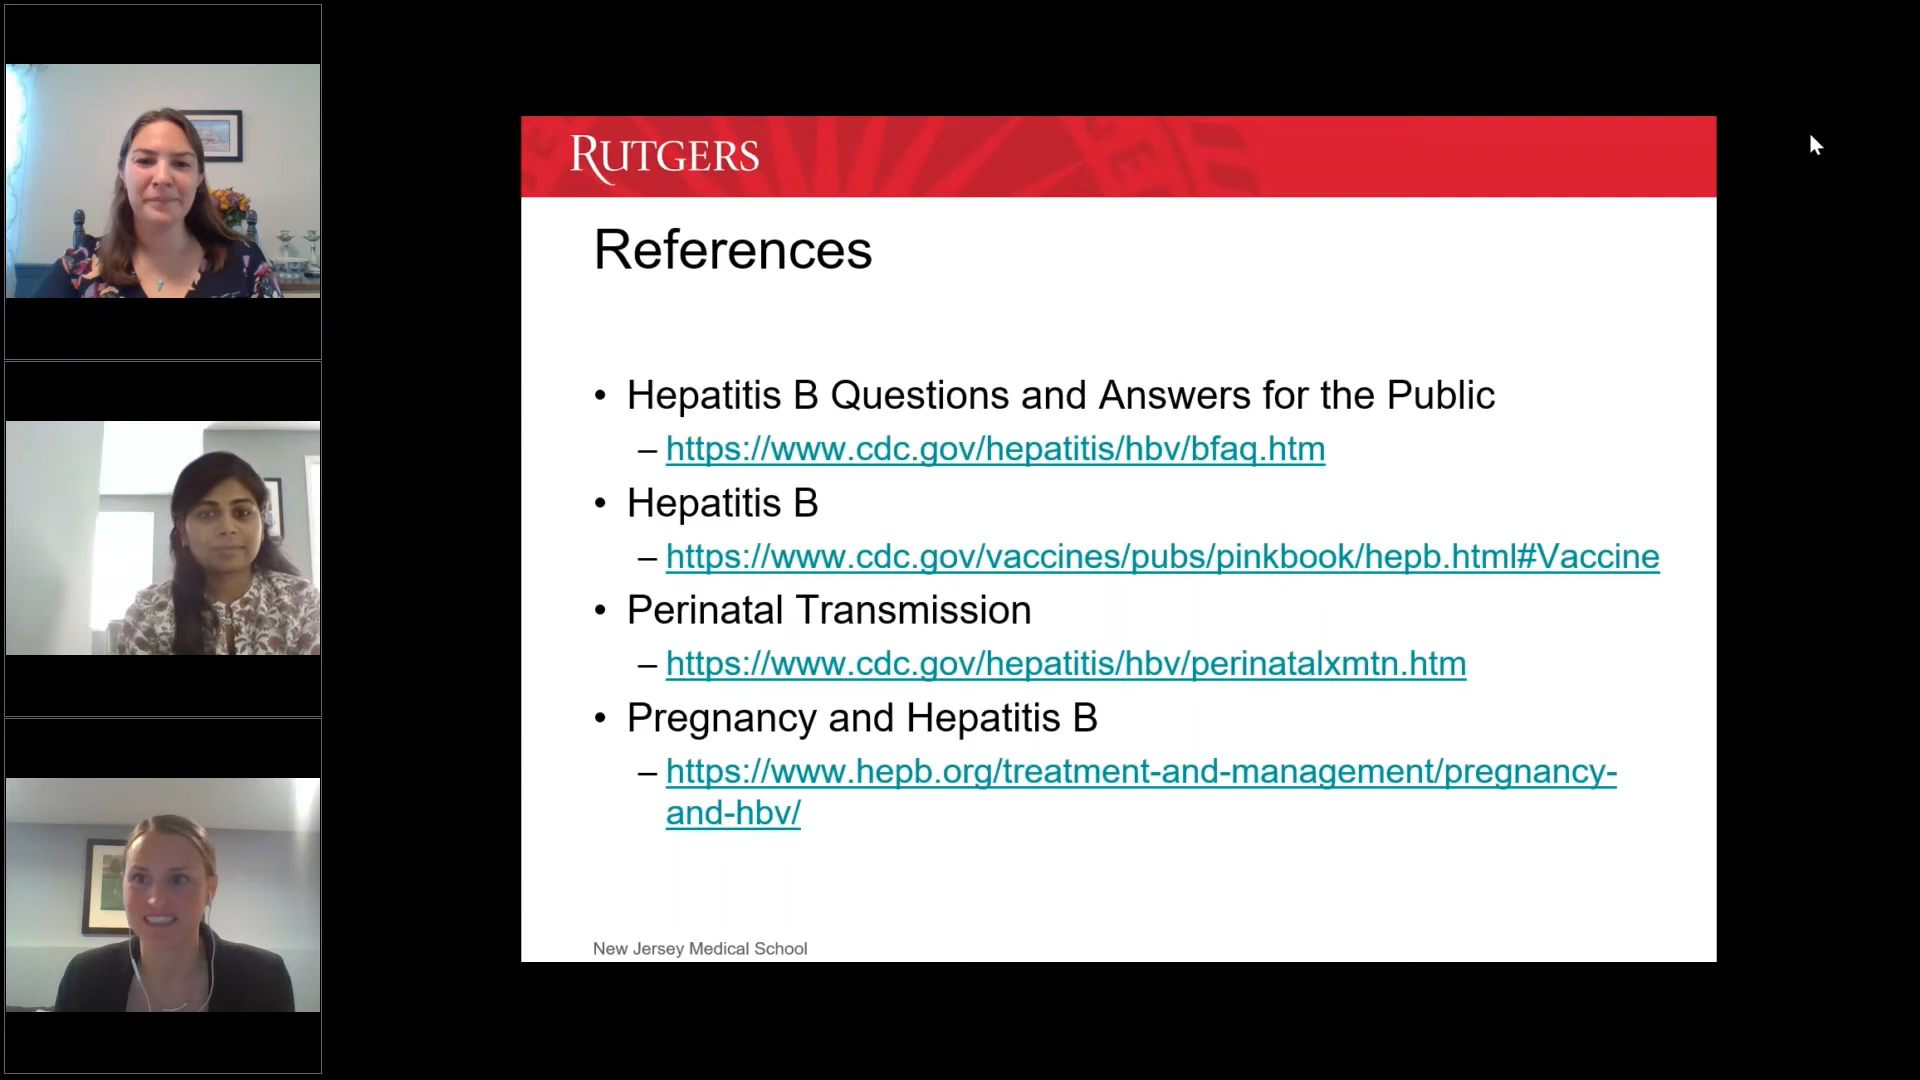 RUTGERS
References
• Hepatitis B Questions and Answers for the Public
– https://www.cdc.gov/hepatitis/hbv/bfaq.htm
• Hepatitis B
– https://www.cdc.gov/vaccines/pubs/pinkbook/hepb.html#Vaccine
• Perinatal Transmission
– https://www.cdc.gov/hepatitis/hbv/perinatalxmtn.htm
• Pregnancy and Hepatitis B
– https://www.hepb.org/treatment-and-management/pregnancy-
and-hbv/
New Jersey Medical School